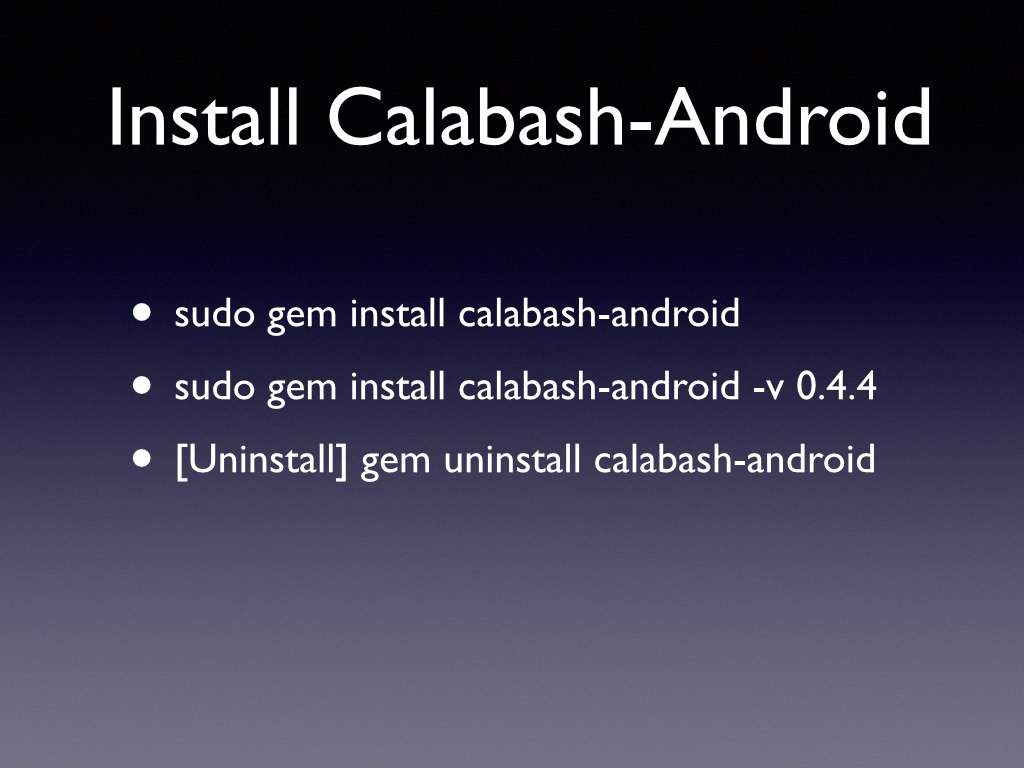 Install Calabash-Android
• sudo gem install calabash-android
• sudo gem install calabash-android -v 0.4.4
• [Uninstall] gem uninstall calabash-android